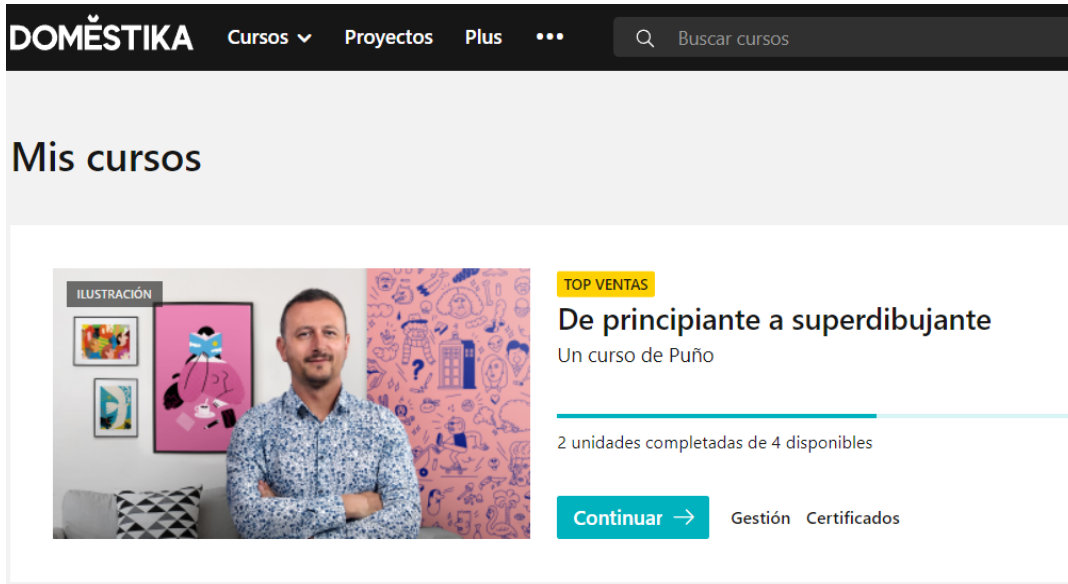 DOMĔSTIKA Cursos Proyectos Plus ••• Buscar cursos
Mis cursos
ILUSTRACIÓN
TOP VENTAS
De principiante a superdibujante
Un curso de Puño
2 unidades completadas de 4 disponibles
Continuar → Gestión Certificados